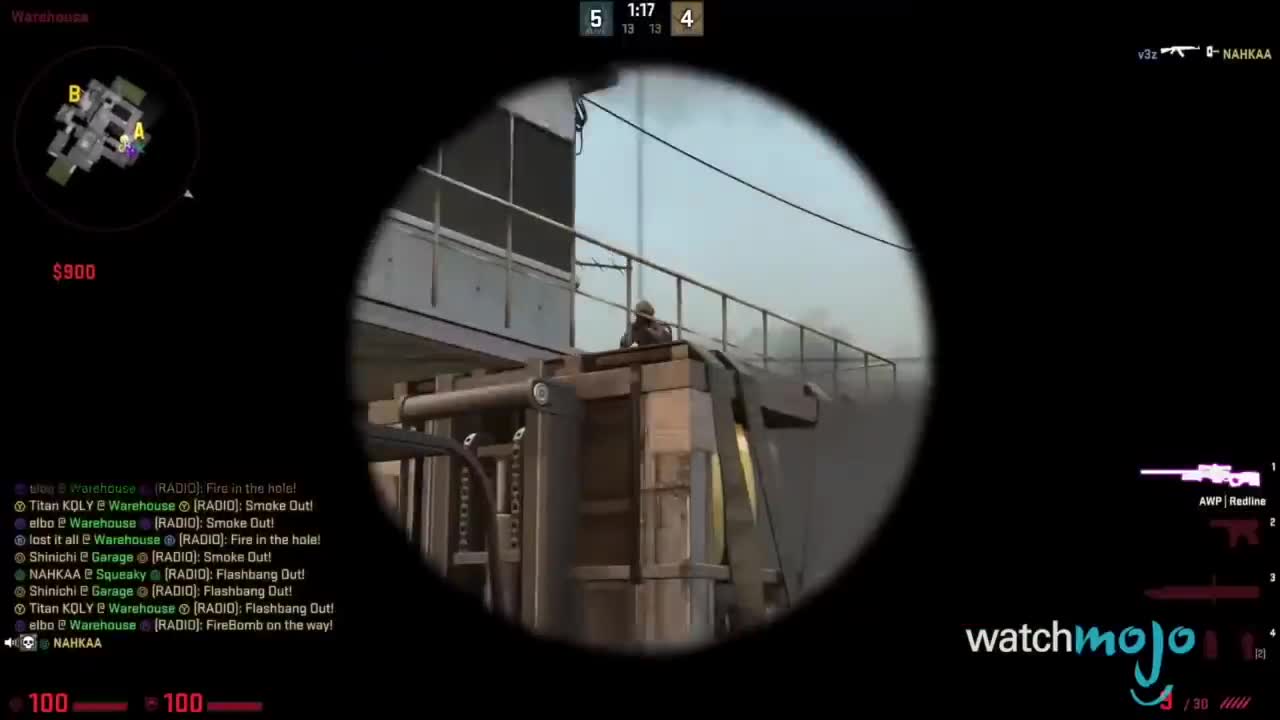 Warehouse
5 1:17 4
ALIVE 13 13
v3z NAHKAA
B
A
$900
elbo @ Warehouse (RADIO): Fire in the hole!
Titan KQLY @ Warehouse Y (RADIO): Smoke Out!
elbo @ Warehouse (RADIO): Smoke Out!
lost it all @ Warehouse (RADIO): Fire in the hole!
Shinichi @ Garage (RADIO): Smoke Out!
NAHKAA @ Squeaky (RADIO): Flashbang Out!
Shinichi @ Garage (RADIO): Flashbang Out!
Titan KQLY @ Warehouse Y (RADIO): Flashbang Out!
elbo @ Warehouse (RADIO): FireBomb on the way!
NAHKAA
1
AWP | Redline
2
3
4
[2]
watchmojo
100 100
/ 30